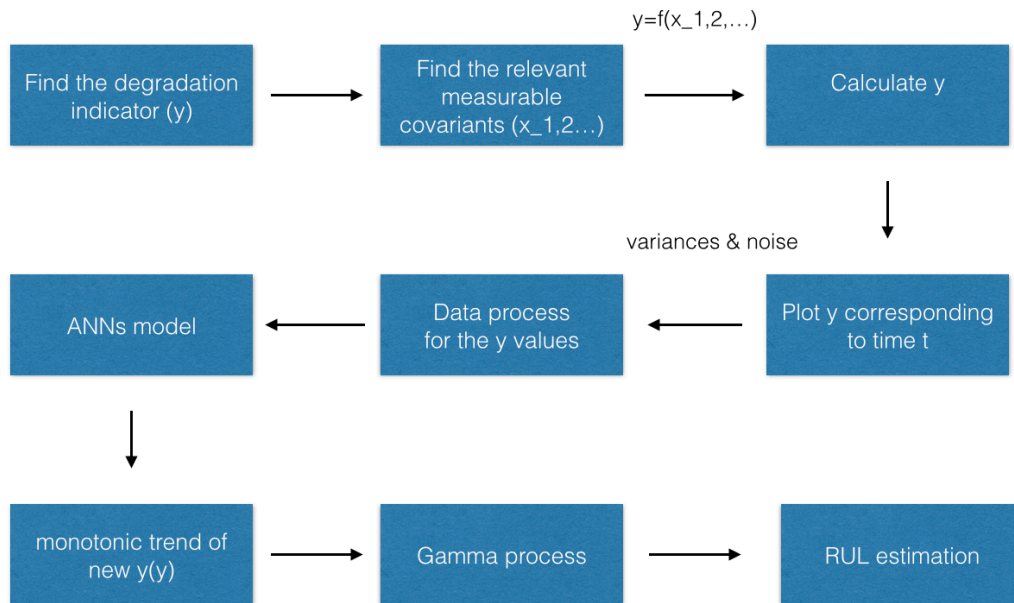 y=f(x_1,2,…)
Find the degradation
indicator (y)
Find the relevant
measurable
covariants (x_1,2…)
Calculate y
variances & noise
Plot y corresponding
to time t
Data process
for the y values
ANNs model
monotonic trend of
new y(y)
Gamma process
RUL estimation